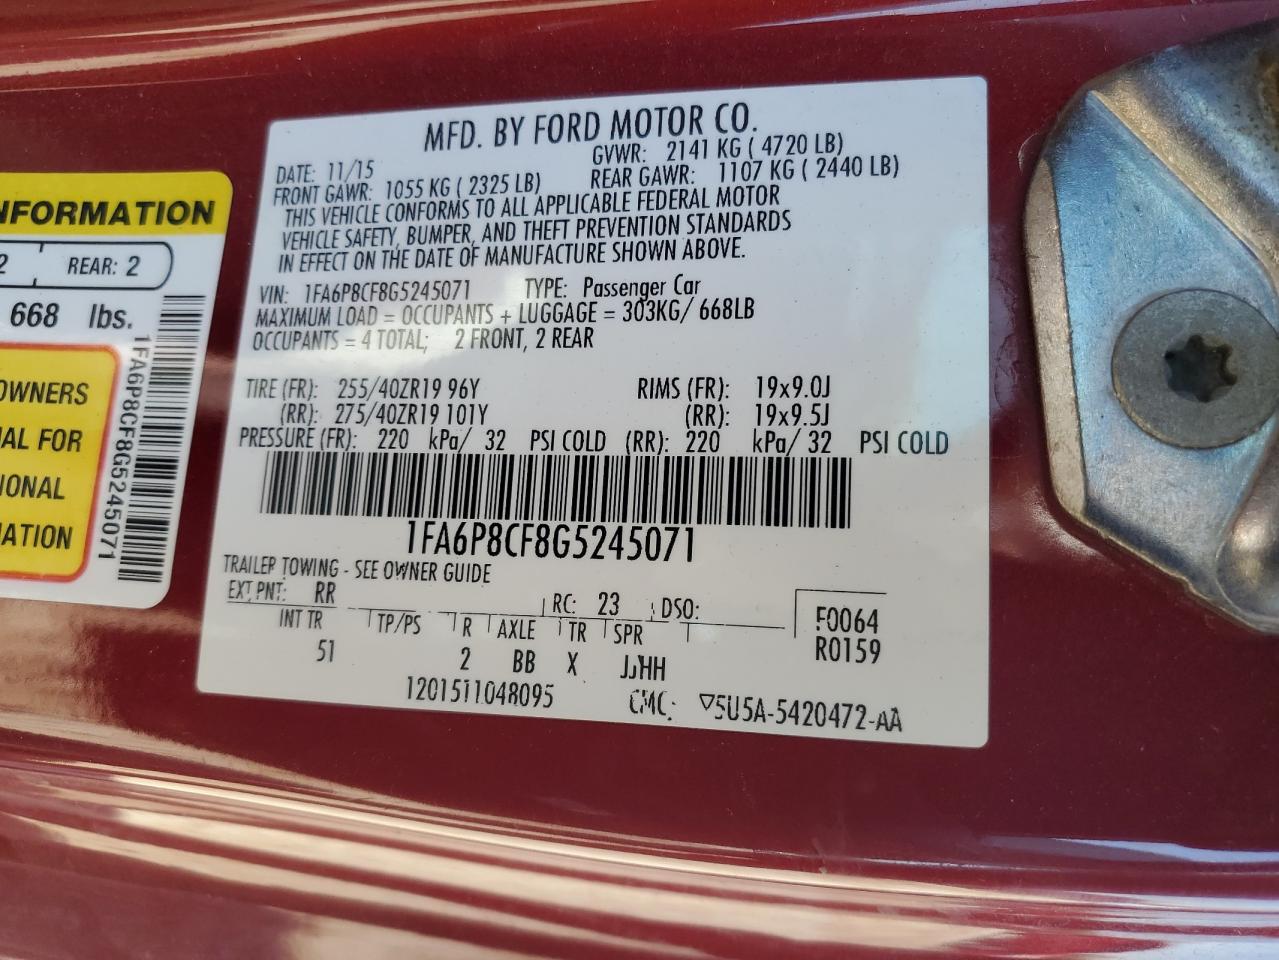 NFORMATION
2 REAR: 2
668 lbs.
OWNERS
AL FOR
IONAL
ATION
1FA6P8CF8G5245071
MFD. BY FORD MOTOR CO.
DATE: 11/15 GVWR: 2141 KG ( 4720 LB)
FRONT GAWR: 1055 KG ( 2325 LB) REAR GAWR: 1107 KG ( 2440 LB)
THIS VEHICLE CONFORMS TO ALL APPLICABLE FEDERAL MOTOR
VEHICLE SAFETY, BUMPER, AND THEFT PREVENTION STANDARDS
IN EFFECT ON THE DATE OF MANUFACTURE SHOWN ABOVE.
VIN: 1FA6P8CF8G5245071 TYPE: Passenger Car
MAXIMUM LOAD = OCCUPANTS + LUGGAGE = 303KG/ 668LB
OCCUPANTS = 4 TOTAL; 2 FRONT, 2 REAR
TIRE (FR): 255/40ZR19 96Y RIMS (FR): 19x9.0J
(RR): 275/40ZR19 101Y (RR): 19x9.5J
PRESSURE (FR): 220 kPa/ 32 PSI COLD (RR): 220 kPa/ 32 PSI COLD
1FA6P8CF8G5245071
TRAILER TOWING - SEE OWNER GUIDE
EXT PNT: RR RC: 23 DSO: F0064
INT TR TP/PS R AXLE TR SPR R0159
51 2 BB X JJHH
1201511048095 CMC: ▽5U5A-5420472-AA